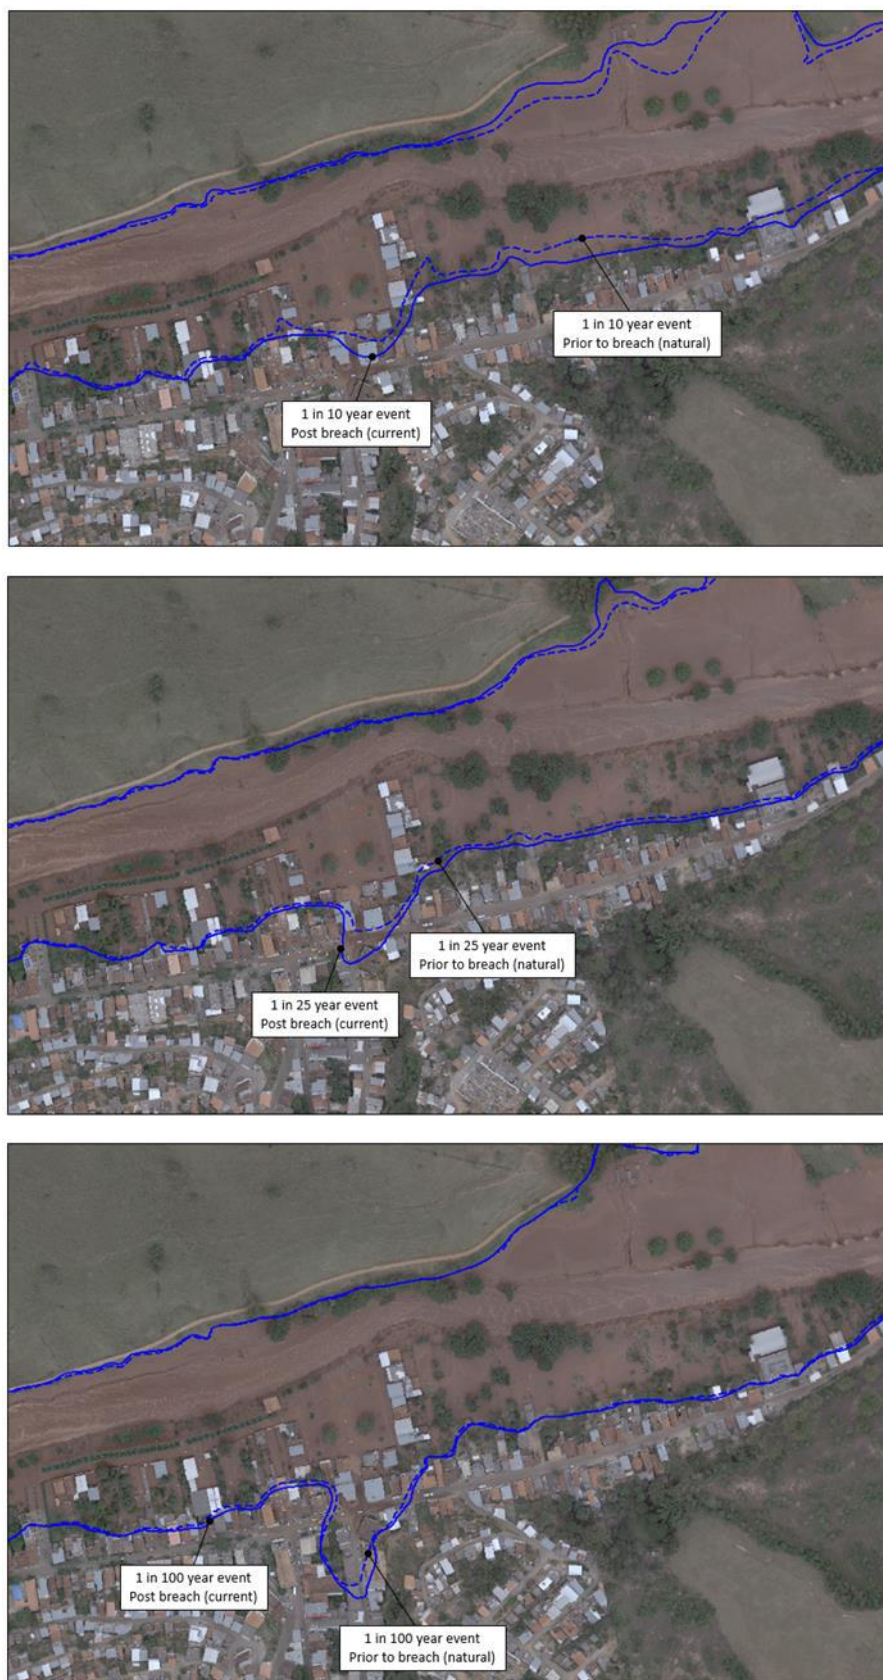 1 in 10 year event
Prior to breach (natural)
1 in 10 year event
Post breach (current)
1 in 25 year event
Prior to breach (natural)
1 in 25 year event
Post breach (current)
1 in 100 year event
Post breach (current)
1 in 100 year event
Prior to breach (natural)